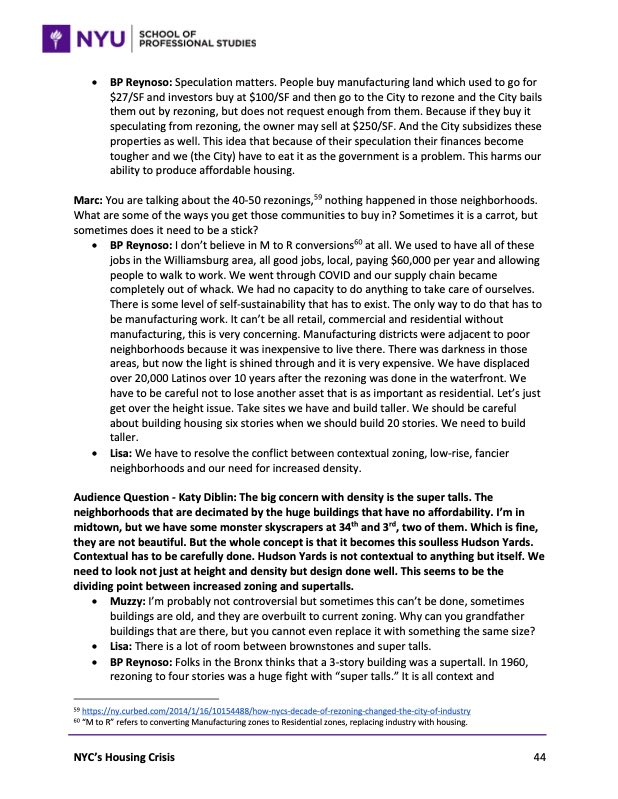 NYU SCHOOL OF
PROFESSIONAL STUDIES
• BP Reynoso: Speculation matters. People buy manufacturing land which used to go for
$27/SF and investors buy at $100/SF and then go to the City to rezone and the City bails
them out by rezoning, but does not request enough from them. Because if they buy it
speculating from rezoning, the owner may sell at $250/SF. And the City subsidizes these
properties as well. This idea that because of their speculation their finances become
tougher and we (the City) have to eat it as the government is a problem. This harms our
ability to produce affordable housing.
Marc: You are talking about the 40-50 rezonings,59 nothing happened in those neighborhoods.
What are some of the ways you get those communities to buy in? Sometimes it is a carrot, but
sometimes does it need to be a stick?
• BP Reynoso: I don't believe in M to R conversions60 at all. We used to have all of these
jobs in the Williamsburg area, all good jobs, local, paying $60,000 per year and allowing
people to walk to work. We went through COVID and our supply chain became
completely out of whack. We had no capacity to do anything to take care of ourselves.
There is some level of self-sustainability that has to exist. The only way to do that has to
be manufacturing work. It can't be all retail, commercial and residential without
manufacturing, this is very concerning. Manufacturing districts were adjacent to poor
neighborhoods because it was inexpensive to live there. There was darkness in those
areas, but now the light is shined through and it is very expensive. We have displaced
over 20,000 Latinos over 10 years after the rezoning was done in the waterfront. We
have to be careful not to lose another asset that is as important as residential. Let's just
get over the height issue. Take sites we have and build taller. We should be careful
about building housing six stories when we should build 20 stories. We need to build
taller.
• Lisa: We have to resolve the conflict between contextual zoning, low-rise, fancier
neighborhoods and our need for increased density.
Audience Question - Katy Diblin: The big concern with density is the super talls. The
neighborhoods that are decimated by the huge buildings that have no affordability. I'm in
midtown, but we have some monster skyscrapers at 34th and 3rd, two of them. Which is fine,
they are not beautiful. But the whole concept is that it becomes this soulless Hudson Yards.
Contextual has to be carefully done. Hudson Yards is not contextual to anything but itself. We
need to look not just at height and density but design done well. This seems to be the
dividing point between increased zoning and supertalls.
• Muzzy: I'm probably not controversial but sometimes this can't be done, sometimes
buildings are old, and they are overbuilt to current zoning. Why can you grandfather
buildings that are there, but you cannot even replace it with something the same size?
• Lisa: There is a lot of room between brownstones and super talls.
• BP Reynoso: Folks in the Bronx thinks that a 3-story building was a supertall. In 1960,
rezoning to four stories was a huge fight with "super talls." It is all context and
59 https://ny.curbed.com/2014/1/16/10154488/how-nycs-decade-of-rezoning-changed-the-city-of-industry
60 "M to R" refers to converting Manufacturing zones to Residential zones, replacing industry with housing.
NYC's Housing Crisis 44